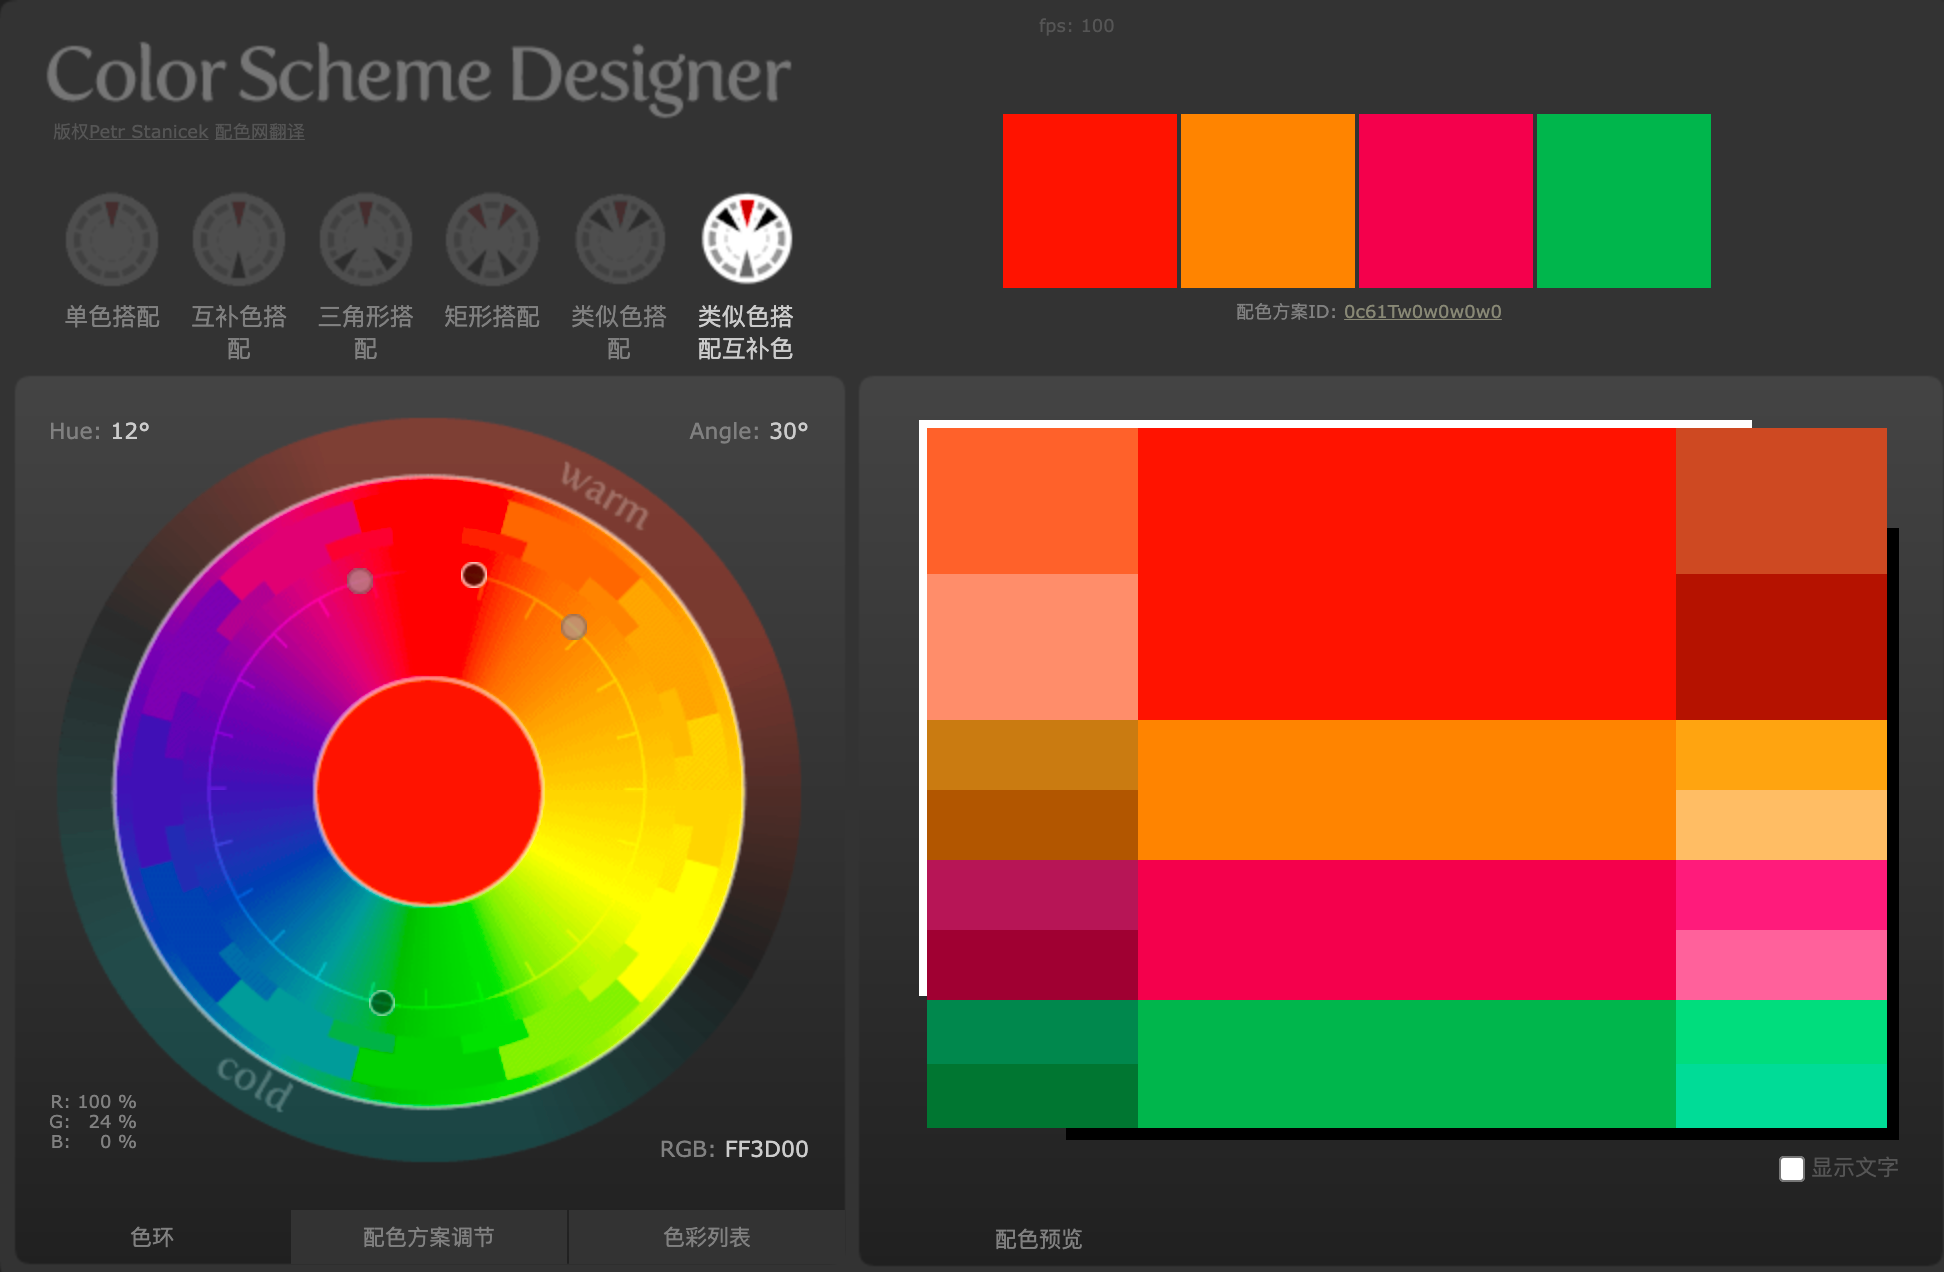 fps: 100
Color Scheme Designer
版权Petr Stanicek 配色网翻译
单色搭配
互补色搭
配
三角形搭
配
矩形搭配
类似色搭
配
类似色搭
配互补色
配色方案ID: 0c61Tw0w0w0w0
Hue: 12°
Angle: 30°
warm
cold
R: 100 %
G: 24 %
B: 0 %
RGB: FF3D00
色环
配色方案调节
色彩列表
显示文字
配色预览